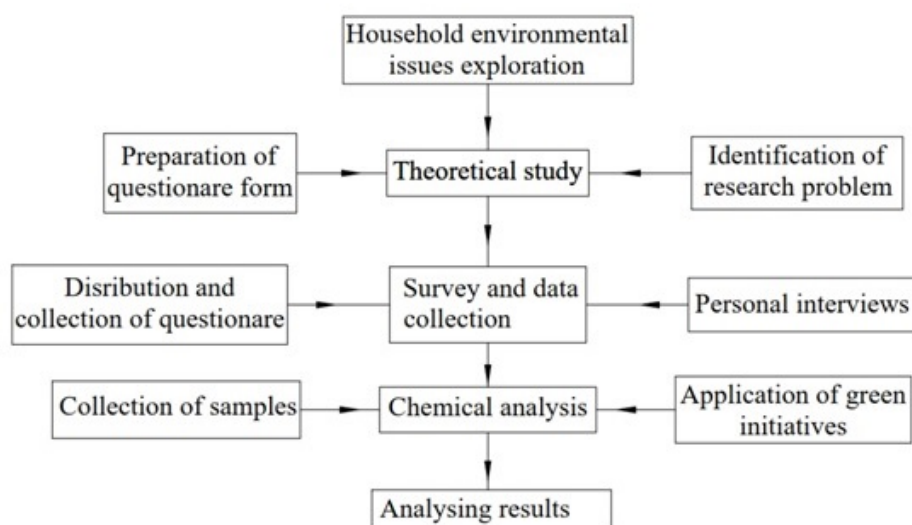 Household environmental
issues exploration
Preparation of
questionare form
Theoretical study
Identification of
research problem
Disribution and
collection of questionare
Survey and data
collection
Personal interviews
Collection of samples
Chemical analysis
Application of green
initiatives
Analysing results